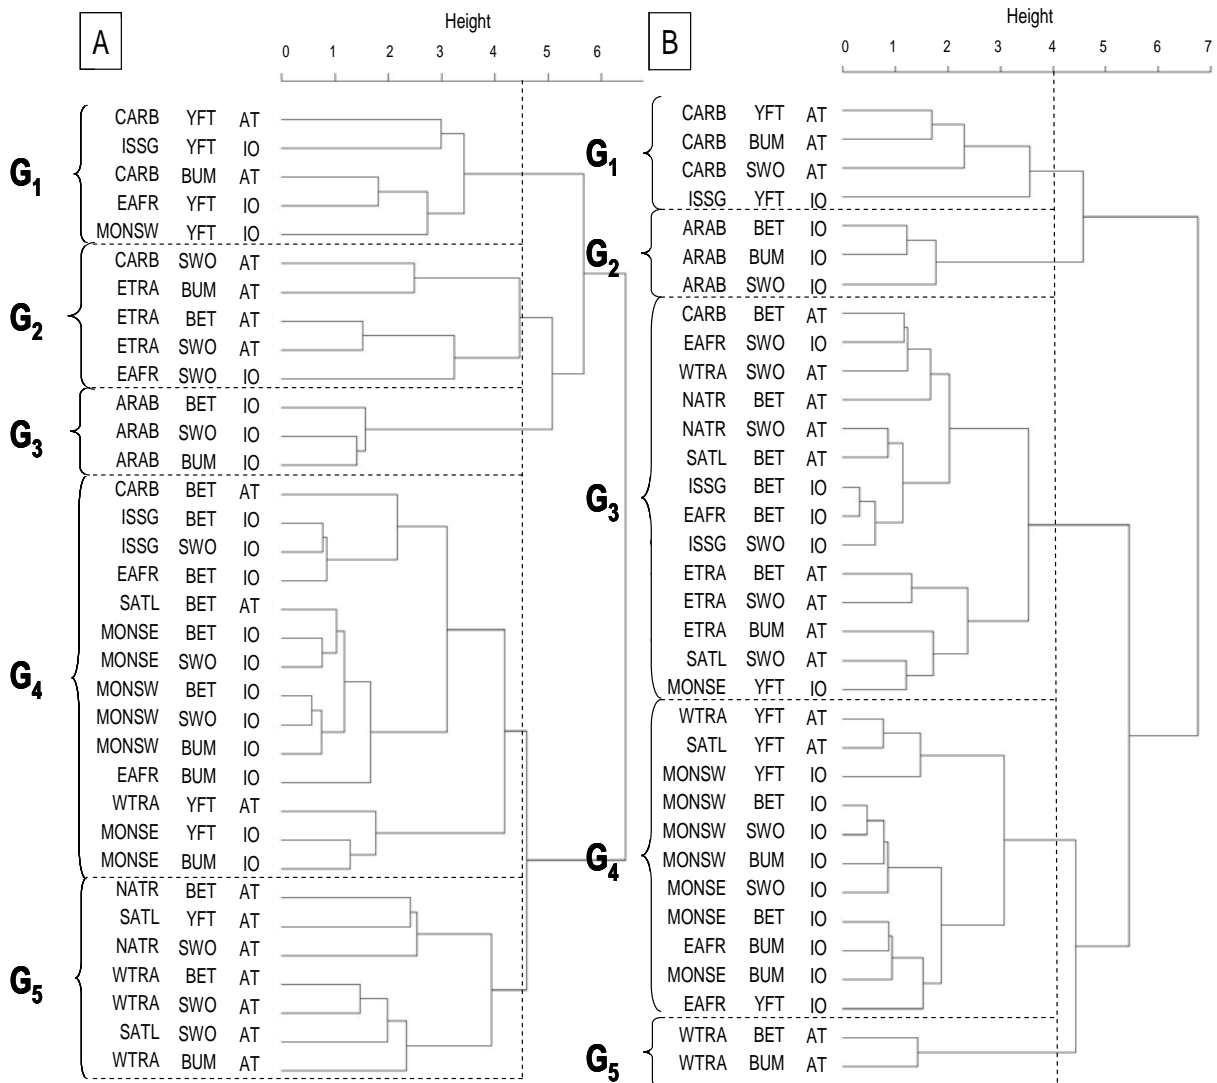 A
Height
0 1 2 3 4 5 6
G1
CARB YFT AT
ISSG YFT IO
CARB BUM AT
EAFR YFT IO
MONSW YFT IO
G2
CARB SWO AT
ETRA BUM AT
ETRA BET AT
ETRA SWO AT
EAFR SWO IO
G3
ARAB BET IO
ARAB SWO IO
ARAB BUM IO
G4
CARB BET AT
ISSG BET IO
ISSG SWO IO
EAFR BET IO
SATL BET AT
MONSE BET IO
MONSE SWO IO
MONSW BET IO
MONSW SWO IO
MONSW BUM IO
EAFR BUM IO
WTRA YFT AT
MONSE YFT IO
MONSE BUM IO
G5
NATR BET AT
SATL YFT AT
NATR SWO AT
WTRA BET AT
WTRA SWO AT
SATL SWO AT
WTRA BUM AT
B
Height
0 1 2 3 4 5 6 7
G1
CARB YFT AT
CARB BUM AT
CARB SWO AT
ISSG YFT IO
G2
ARAB BET IO
ARAB BUM IO
ARAB SWO IO
G3
CARB BET AT
EAFR SWO IO
WTRA SWO AT
NATR BET AT
NATR SWO AT
SATL BET AT
ISSG BET IO
EAFR BET IO
ISSG SWO IO
ETRA BET AT
ETRA SWO AT
ETRA BUM AT
SATL SWO AT
MONSE YFT IO
G4
WTRA YFT AT
SATL YFT AT
MONSW YFT IO
MONSW BET IO
MONSW SWO IO
MONSW BUM IO
MONSE SWO IO
MONSE BET IO
EAFR BUM IO
MONSE BUM IO
EAFR YFT IO
G5
WTRA BET AT
WTRA BUM AT